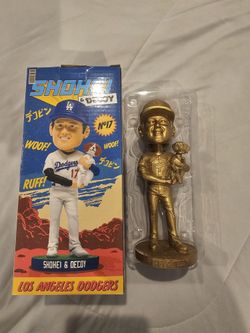 SHOHEI
& DECOY
デコピン
Nº17
WOOF!
WOOF!
デコピン
RUFF!
LA
Dodgers
17
SHOHEI & DECOY
LOS ANGELES DODGERS